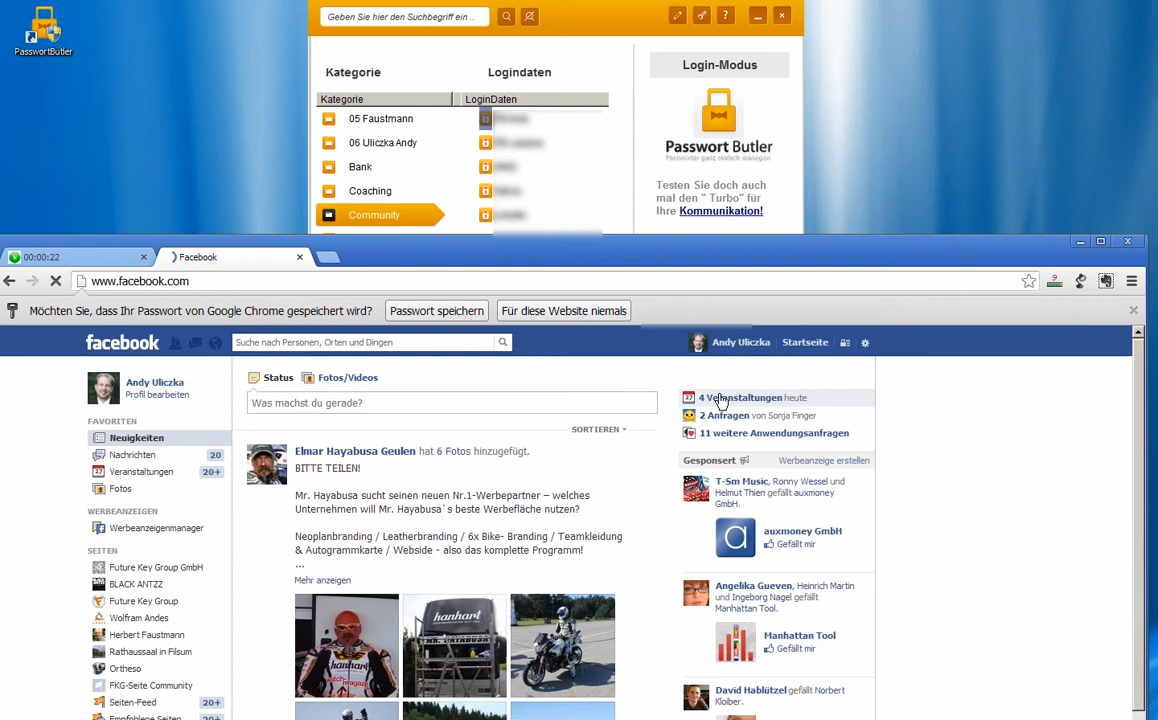 PasswortButler
Geben Sie hier den Suchbegriff ein ..
?
Kategorie
Logindaten
Kategorie
LoginDaten
05 Faustmann
06 Uliczka Andy
Bank
Coaching
Community
Login-Modus
Passwort Butler
Passwörter ganz einfach managen
Testen Sie doch auch
mal den " Turbo" für
Ihre Kommunikation!
00:00:22
Facebook
www.facebook.com
9
Möchten Sie, dass Ihr Passwort von Google Chrome gespeichert wird?
Passwort speichern
Für diese Website niemals
facebook
Suche nach Personen, Orten und Dingen
Andy Uliczka
Startseite
Andy Uliczka
Profil bearbeiten
FAVORITEN
Neuigkeiten
Nachrichten 20
Veranstaltungen 20+
Fotos
WERBEANZEIGEN
Werbeanzeigenmanager
SEITEN
Future Key Group GmbH
BLACK ANTZZ
Future Key Group
Wolfram Andes
Herbert Faustmann
Rathaussaal in Filsum
Ortheso
FKG-Seite Community
Seiten-Feed 20+
Empfohlene Seiten
Status
Fotos/Videos
Was machst du gerade?
SORTIEREN
Elmar Hayabusa Geulen hat 6 Fotos hinzugefügt.
BITTE TEILEN!
Mr. Hayabusa sucht seinen neuen Nr.1-Werbepartner – welches
Unternehmen will Mr. Hayabusa`s beste Werbefläche nutzen?
Neoplanbranding / Leatherbranding / 6x Bike- Branding / Teamkleidung
& Autogrammkarte / Webside - also das komplette Programm!
...
Mehr anzeigen
hanhart
hanhart
4 Veranstaltungen heute
2 Anfragen von Sonja Finger
11 weitere Anwendungsanfragen
Gesponsert
Werbeanzeige erstellen
T-Sm Music, Ronny Wessel und
Helmut Thien gefällt auxmoney
GmbH.
auxmoney GmbH
Gefällt mir
Angelika Gueven, Heinrich Martin
und Ingeborg Nagel gefällt
Manhattan Tool.
Manhattan Tool
Gefällt mir
David Hablützel gefällt Norbert
Kloiber.